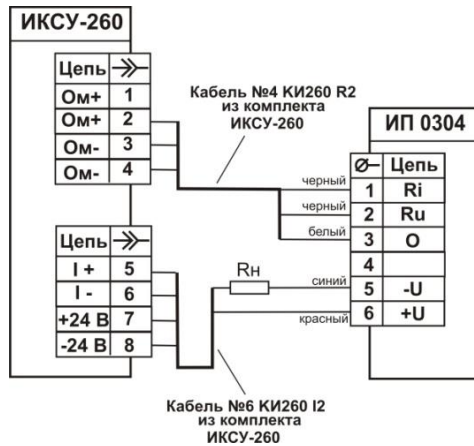 ИКСУ-260
Цепь
Ом+ 1
Ом+ 2
Ом- 3
Ом- 4
Кабель №4 КИ260 R2
из комплекта
ИКСУ-260
ИП 0304
Цепь
черный 1 Ri
черный 2 Ru
белый 3 O
4
синий 5 -U
красный 6 +U
Rн
Цепь
I + 5
I - 6
+24 В 7
-24 В 8
Кабель №6 КИ260 I2
из комплекта
ИКСУ-260